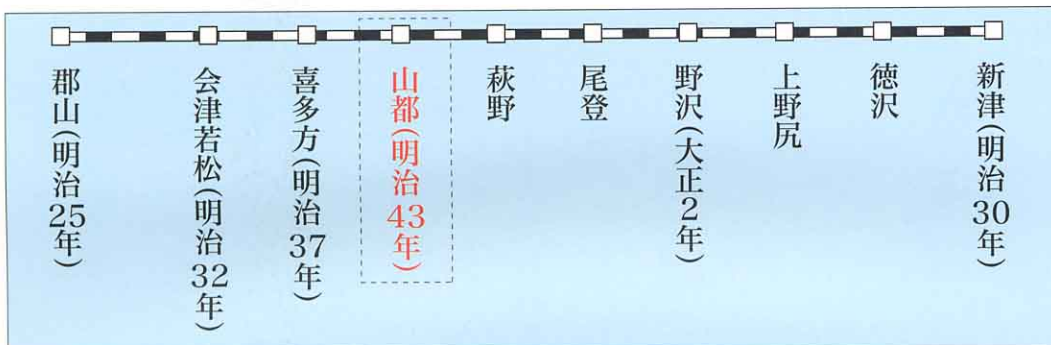 郡山(明治25年)
会津若松(明治32年)
喜多方(明治37年)
山都(明治43年)
萩野
尾登
野沢(大正2年)
上野尻
徳沢
新津(明治30年)